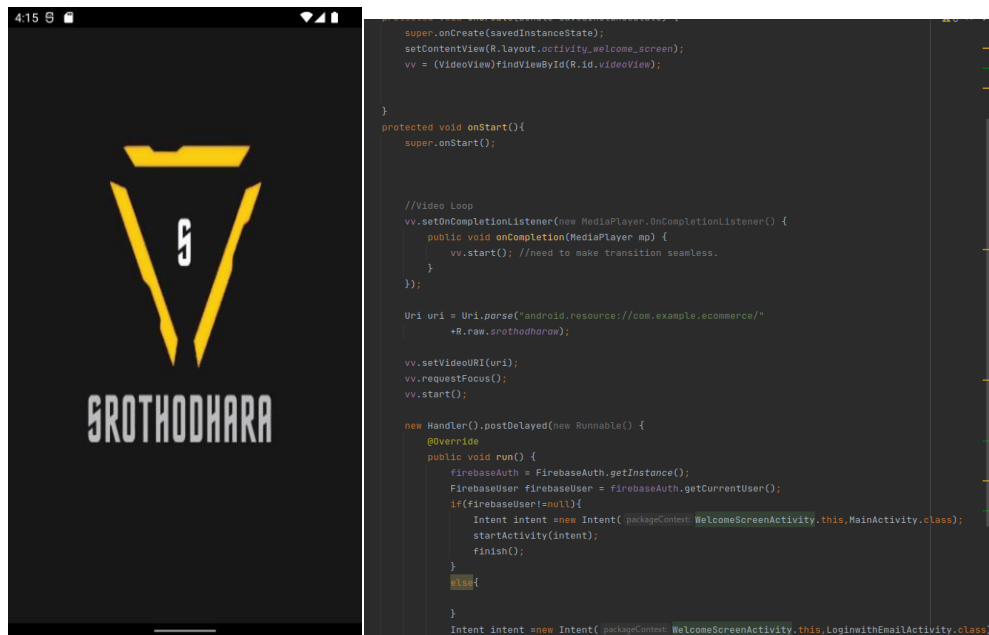 4:15
S
SROTHODHARA
super.onCreate(savedInstanceState);
setContentView(R.layout.activity_welcome_screen);
vv = (VideoView)findViewById(R.id.videoView);
}
protected void onStart(){
super.onStart();
//Video Loop
vv.setOnCompletionListener(new MediaPlayer.OnCompletionListener() {
public void onCompletion(MediaPlayer mp) {
vv.start(); //need to make transition seamless.
}
});
Uri uri = Uri.parse("android.resource://com.example.ecommerce/"
+R.raw.srothodharaw);
vv.setVideoURI(uri);
vv.requestFocus();
vv.start();
new Handler().postDelayed(new Runnable() {
@Override
public void run() {
firebaseAuth = FirebaseAuth.getInstance();
FirebaseUser firebaseUser = firebaseAuth.getCurrentUser();
if(firebaseUser!=null){
Intent intent =new Intent( packageContext: WelcomeScreenActivity.this,MainActivity.class);
startActivity(intent);
finish();
}
else{
}
Intent intent =new Intent( packageContext: WelcomeScreenActivity.this,LoginwithEmailActivity.class